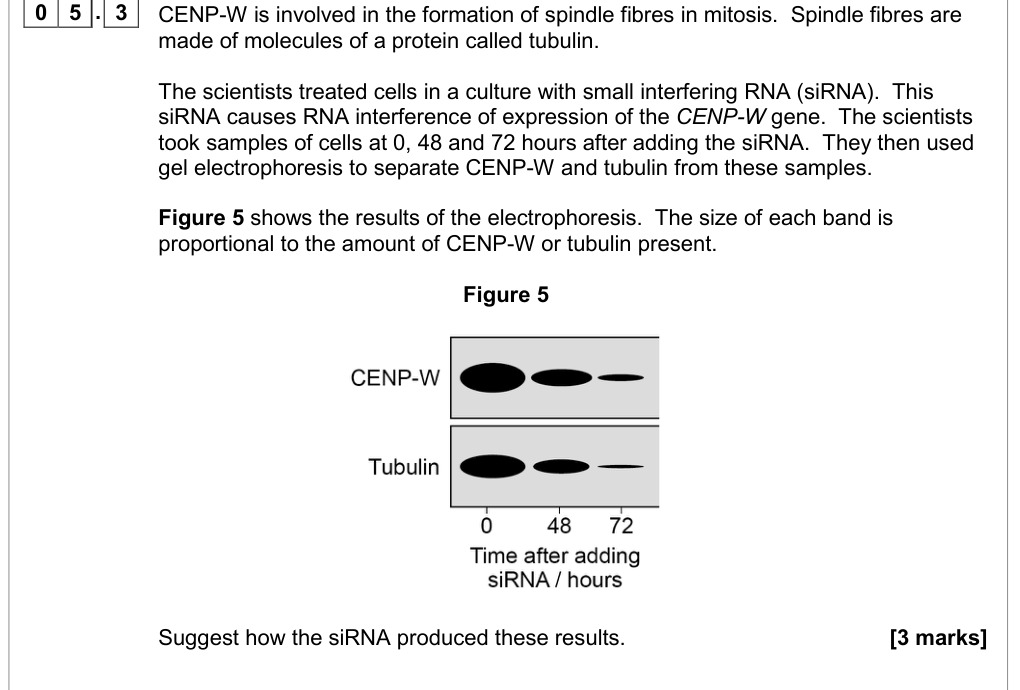 0 5 . 3 CENP-W is involved in the formation of spindle fibres in mitosis. Spindle fibres are
made of molecules of a protein called tubulin.
The scientists treated cells in a culture with small interfering RNA (siRNA). This
siRNA causes RNA interference of expression of the CENP-W gene. The scientists
took samples of cells at 0, 48 and 72 hours after adding the siRNA. They then used
gel electrophoresis to separate CENP-W and tubulin from these samples.
Figure 5 shows the results of the electrophoresis. The size of each band is
proportional to the amount of CENP-W or tubulin present.
Figure 5
CENP-W
Tubulin
0 48 72
Time after adding
siRNA / hours
Suggest how the siRNA produced these results. [3 marks]